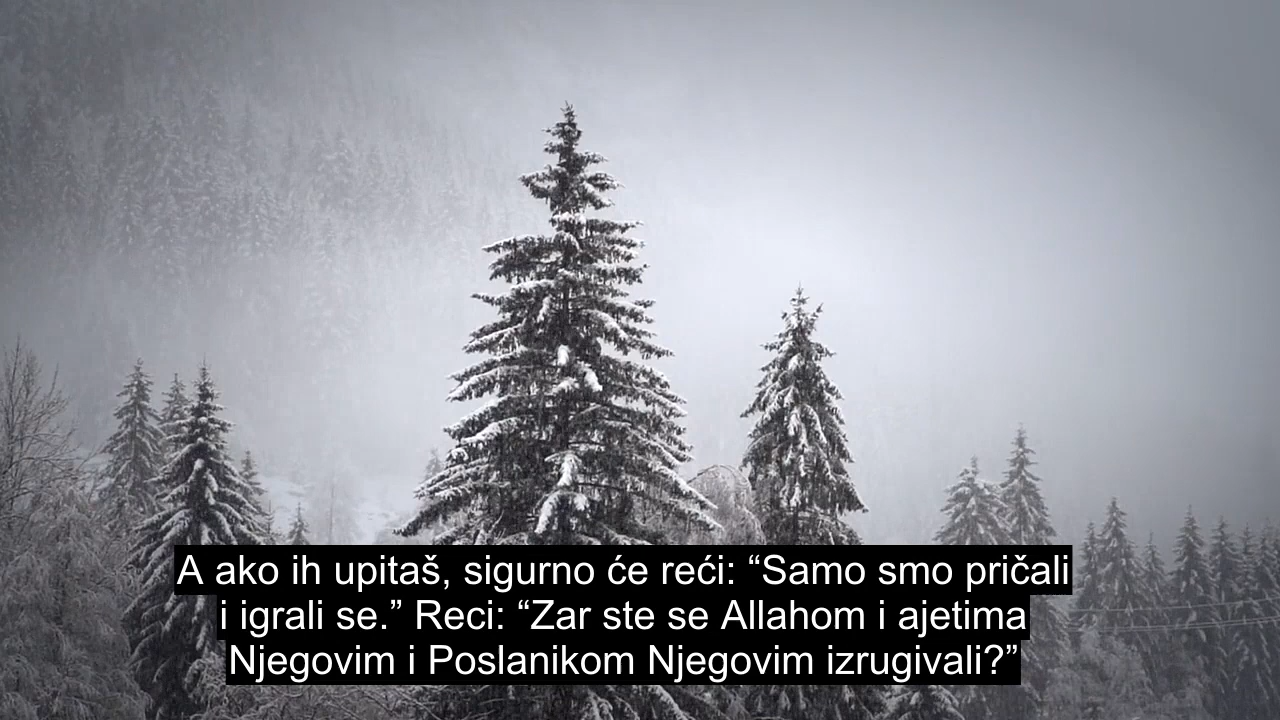 A ako ih upitaš, sigurno će reći: “Samo smo pričali
i igrali se.” Reci: “Zar ste se Allahom i ajetima
Njegovim i Poslanikom Njegovim izrugivali?”